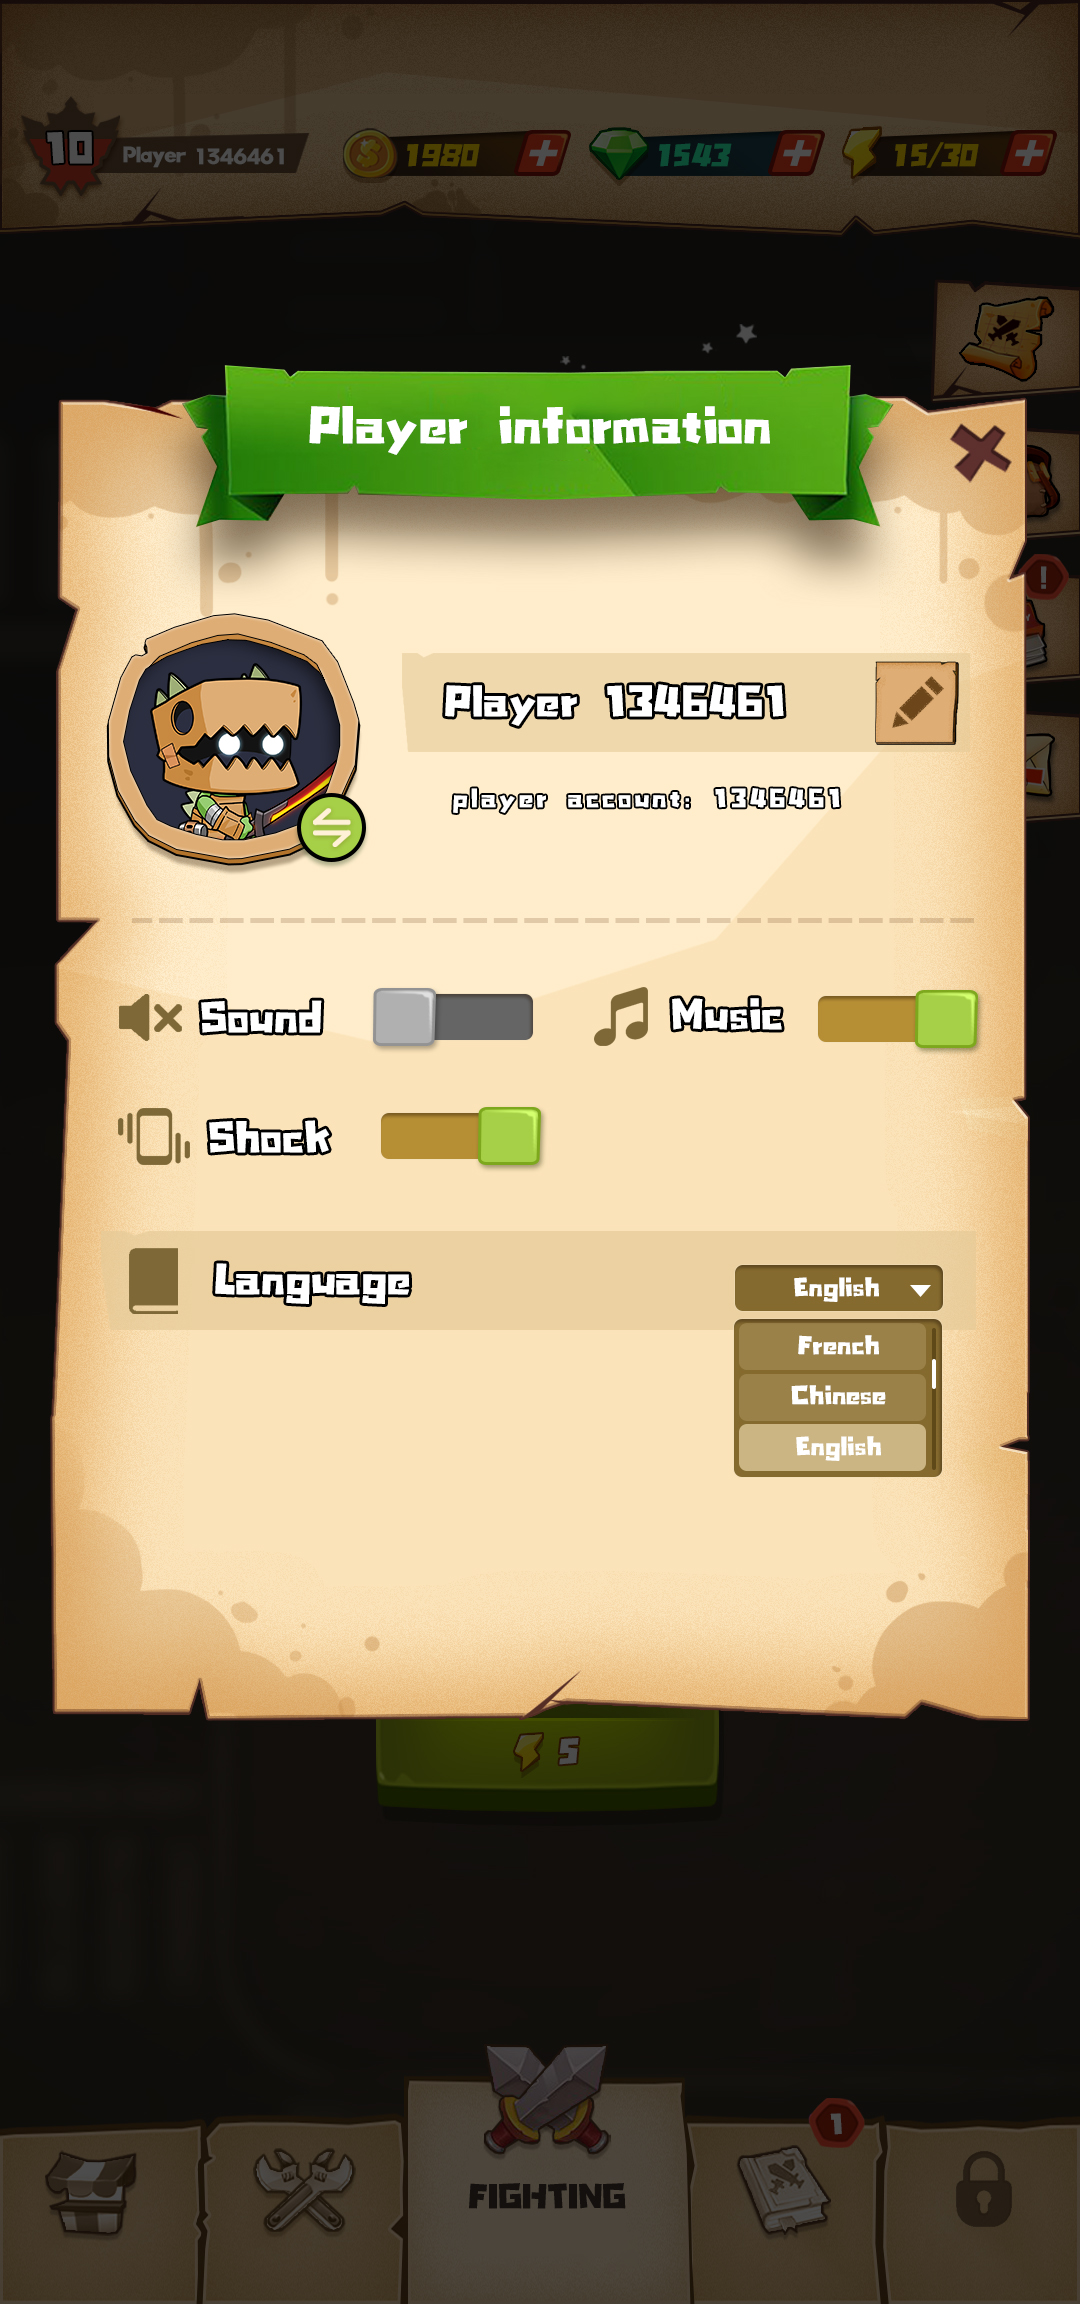 10 Player 1346461 1980 1543 15/30
Player information
!
Player 1346461
player account: 1346461
Sound Music
Shock
Language English
French
Chinese
English
5
1
FIGHTING